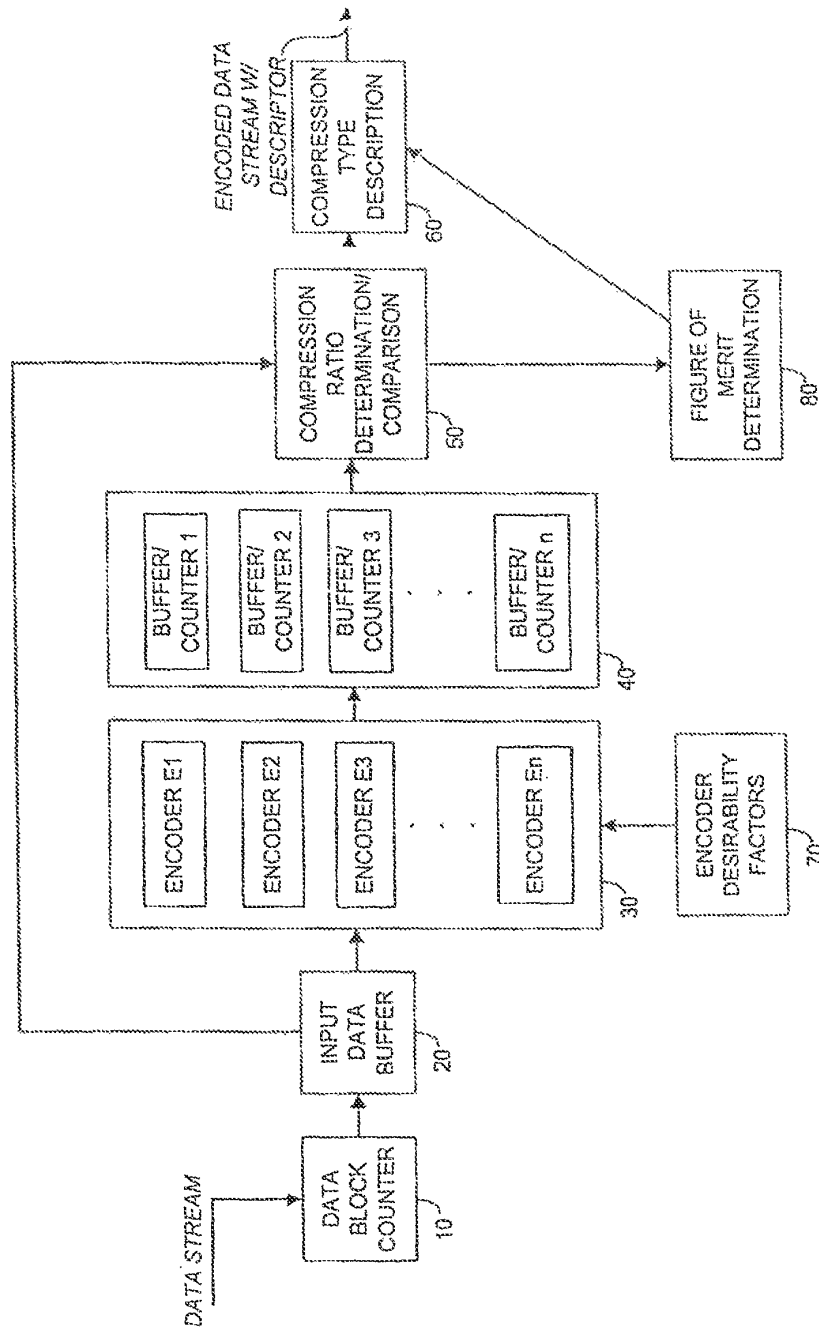 DATA STREAM
DATA
BLOCK
COUNTER
10
INPUT
DATA
BUFFER
20
ENCODER E1
ENCODER E2
ENCODER E3
. . .
ENCODER En
30
ENCODER
DESIRABILITY
FACTORS
70
BUFFER/
COUNTER 1
BUFFER/
COUNTER 2
BUFFER/
COUNTER 3
. . .
BUFFER/
COUNTER n
40
COMPRESSION
RATIO
DETERMINATION/
COMPARISON
50
FIGURE OF
MERIT
DETERMINATION
80
ENCODED DATA
STREAM W/
DESCRIPTOR
COMPRESSION
TYPE
DESCRIPTION
60